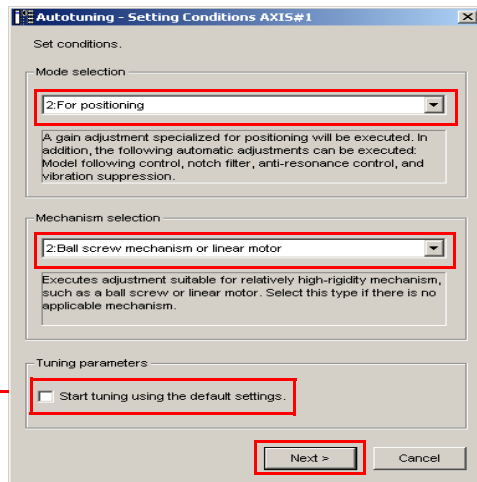 Autotuning - Setting Conditions AXIS#1
Set conditions.
Mode selection
2:For positioning
A gain adjustment specialized for positioning will be executed. In
addition, the following automatic adjustments can be executed:
Model following control, notch filter, anti-resonance control, and
vibration suppression.
Mechanism selection
2:Ball screw mechanism or linear motor
Executes adjustment suitable for relatively high-rigidity mechanism,
such as a ball screw or linear motor. Select this type if there is no
applicable mechanism.
Tuning parameters
Start tuning using the default settings.
Next >
Cancel